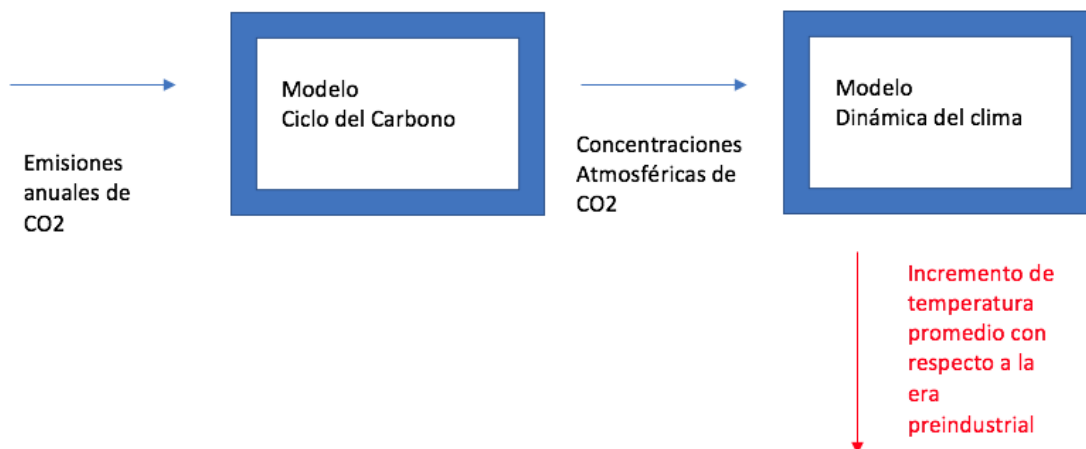 Modelo
Ciclo del Carbono
Modelo
Dinámica del clima
Emisiones
anuales de
CO2
Concentraciones
Atmosféricas de
CO2
Incremento de
temperatura
promedio con
respecto a la
era
preindustrial